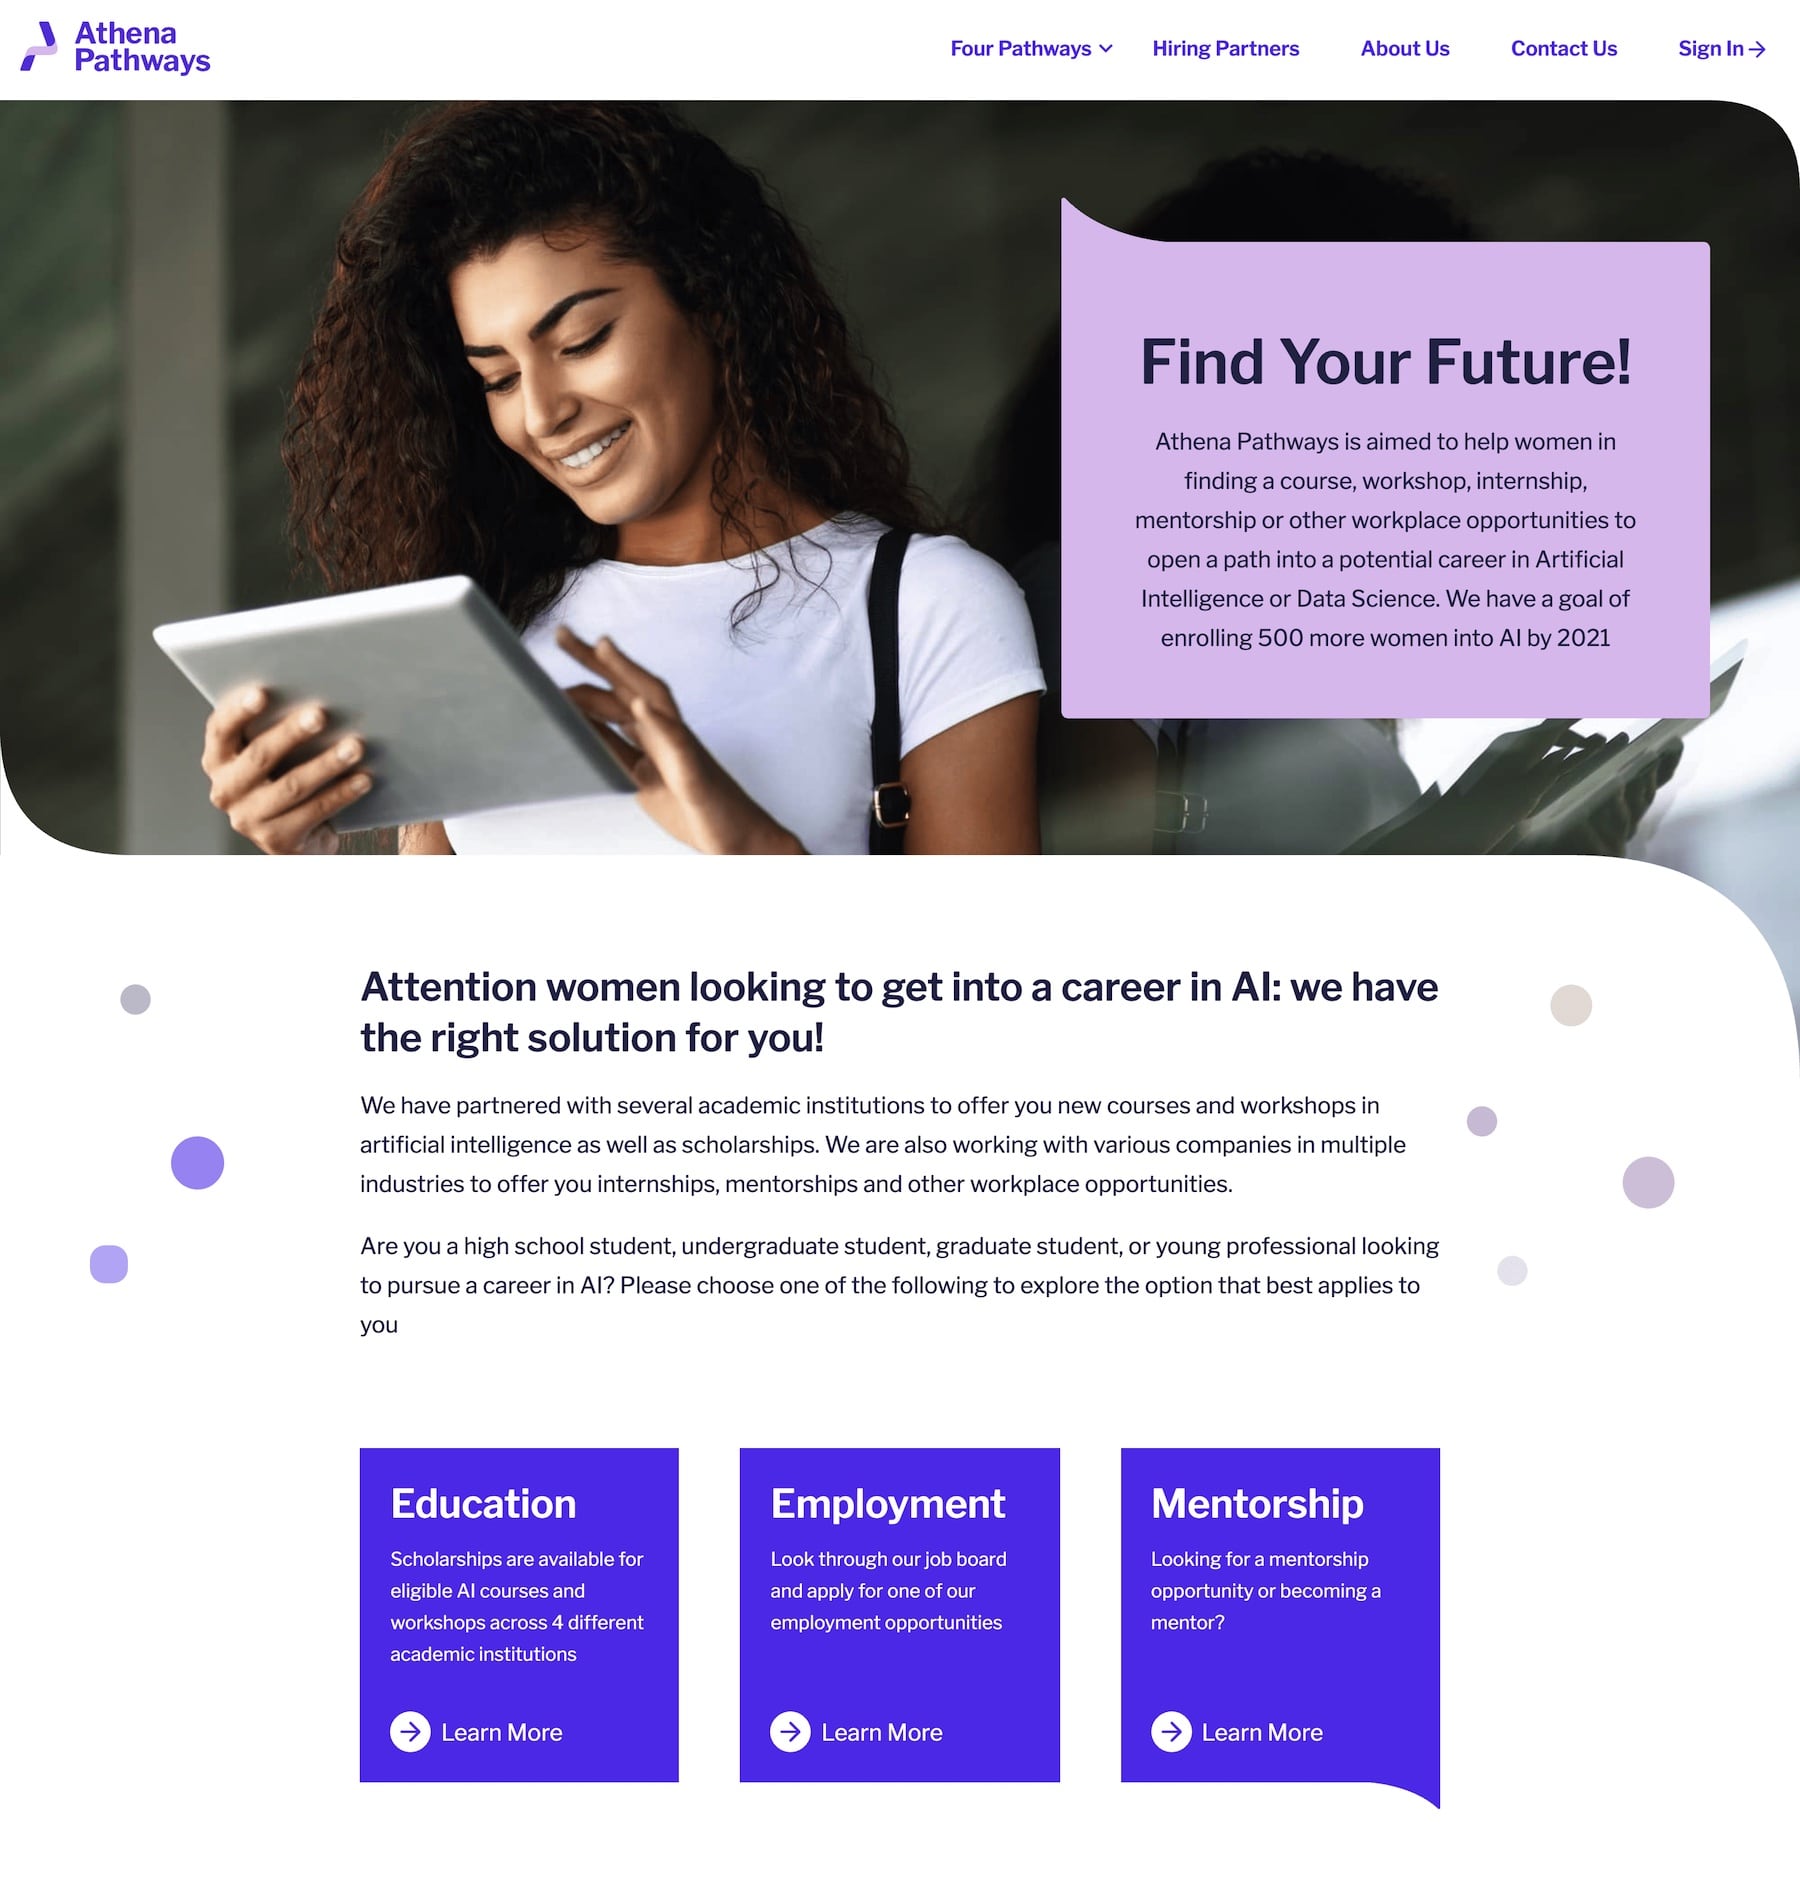 Athena
Pathways
Four Pathways
Hiring Partners
About Us
Contact Us
Sign In
Find Your Future!
Athena Pathways is aimed to help women in
finding a course, workshop, internship,
mentorship or other workplace opportunities to
open a path into a potential career in Artificial
Intelligence or Data Science. We have a goal of
enrolling 500 more women into AI by 2021
Attention women looking to get into a career in AI: we have
the right solution for you!
We have partnered with several academic institutions to offer you new courses and workshops in
artificial intelligence as well as scholarships. We are also working with various companies in multiple
industries to offer you internships, mentorships and other workplace opportunities.
Are you a high school student, undergraduate student, graduate student, or young professional looking
to pursue a career in AI? Please choose one of the following to explore the option that best applies to
you
Education
Scholarships are available for
eligible AI courses and
workshops across 4 different
academic institutions
Learn More
Employment
Look through our job board
and apply for one of our
employment opportunities
Learn More
Mentorship
Looking for a mentorship
opportunity or becoming a
mentor?
Learn More